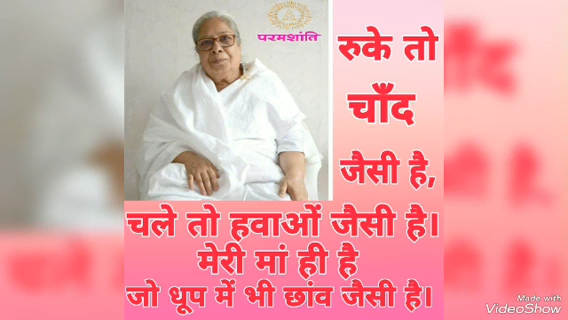 परमशांति
रुके तो
चाँद
जैसी है,
चले तो हवाओं जैसी है।
मेरी मां ही है
जो धूप में भी छांव जैसी है।
Made with
VideoShow